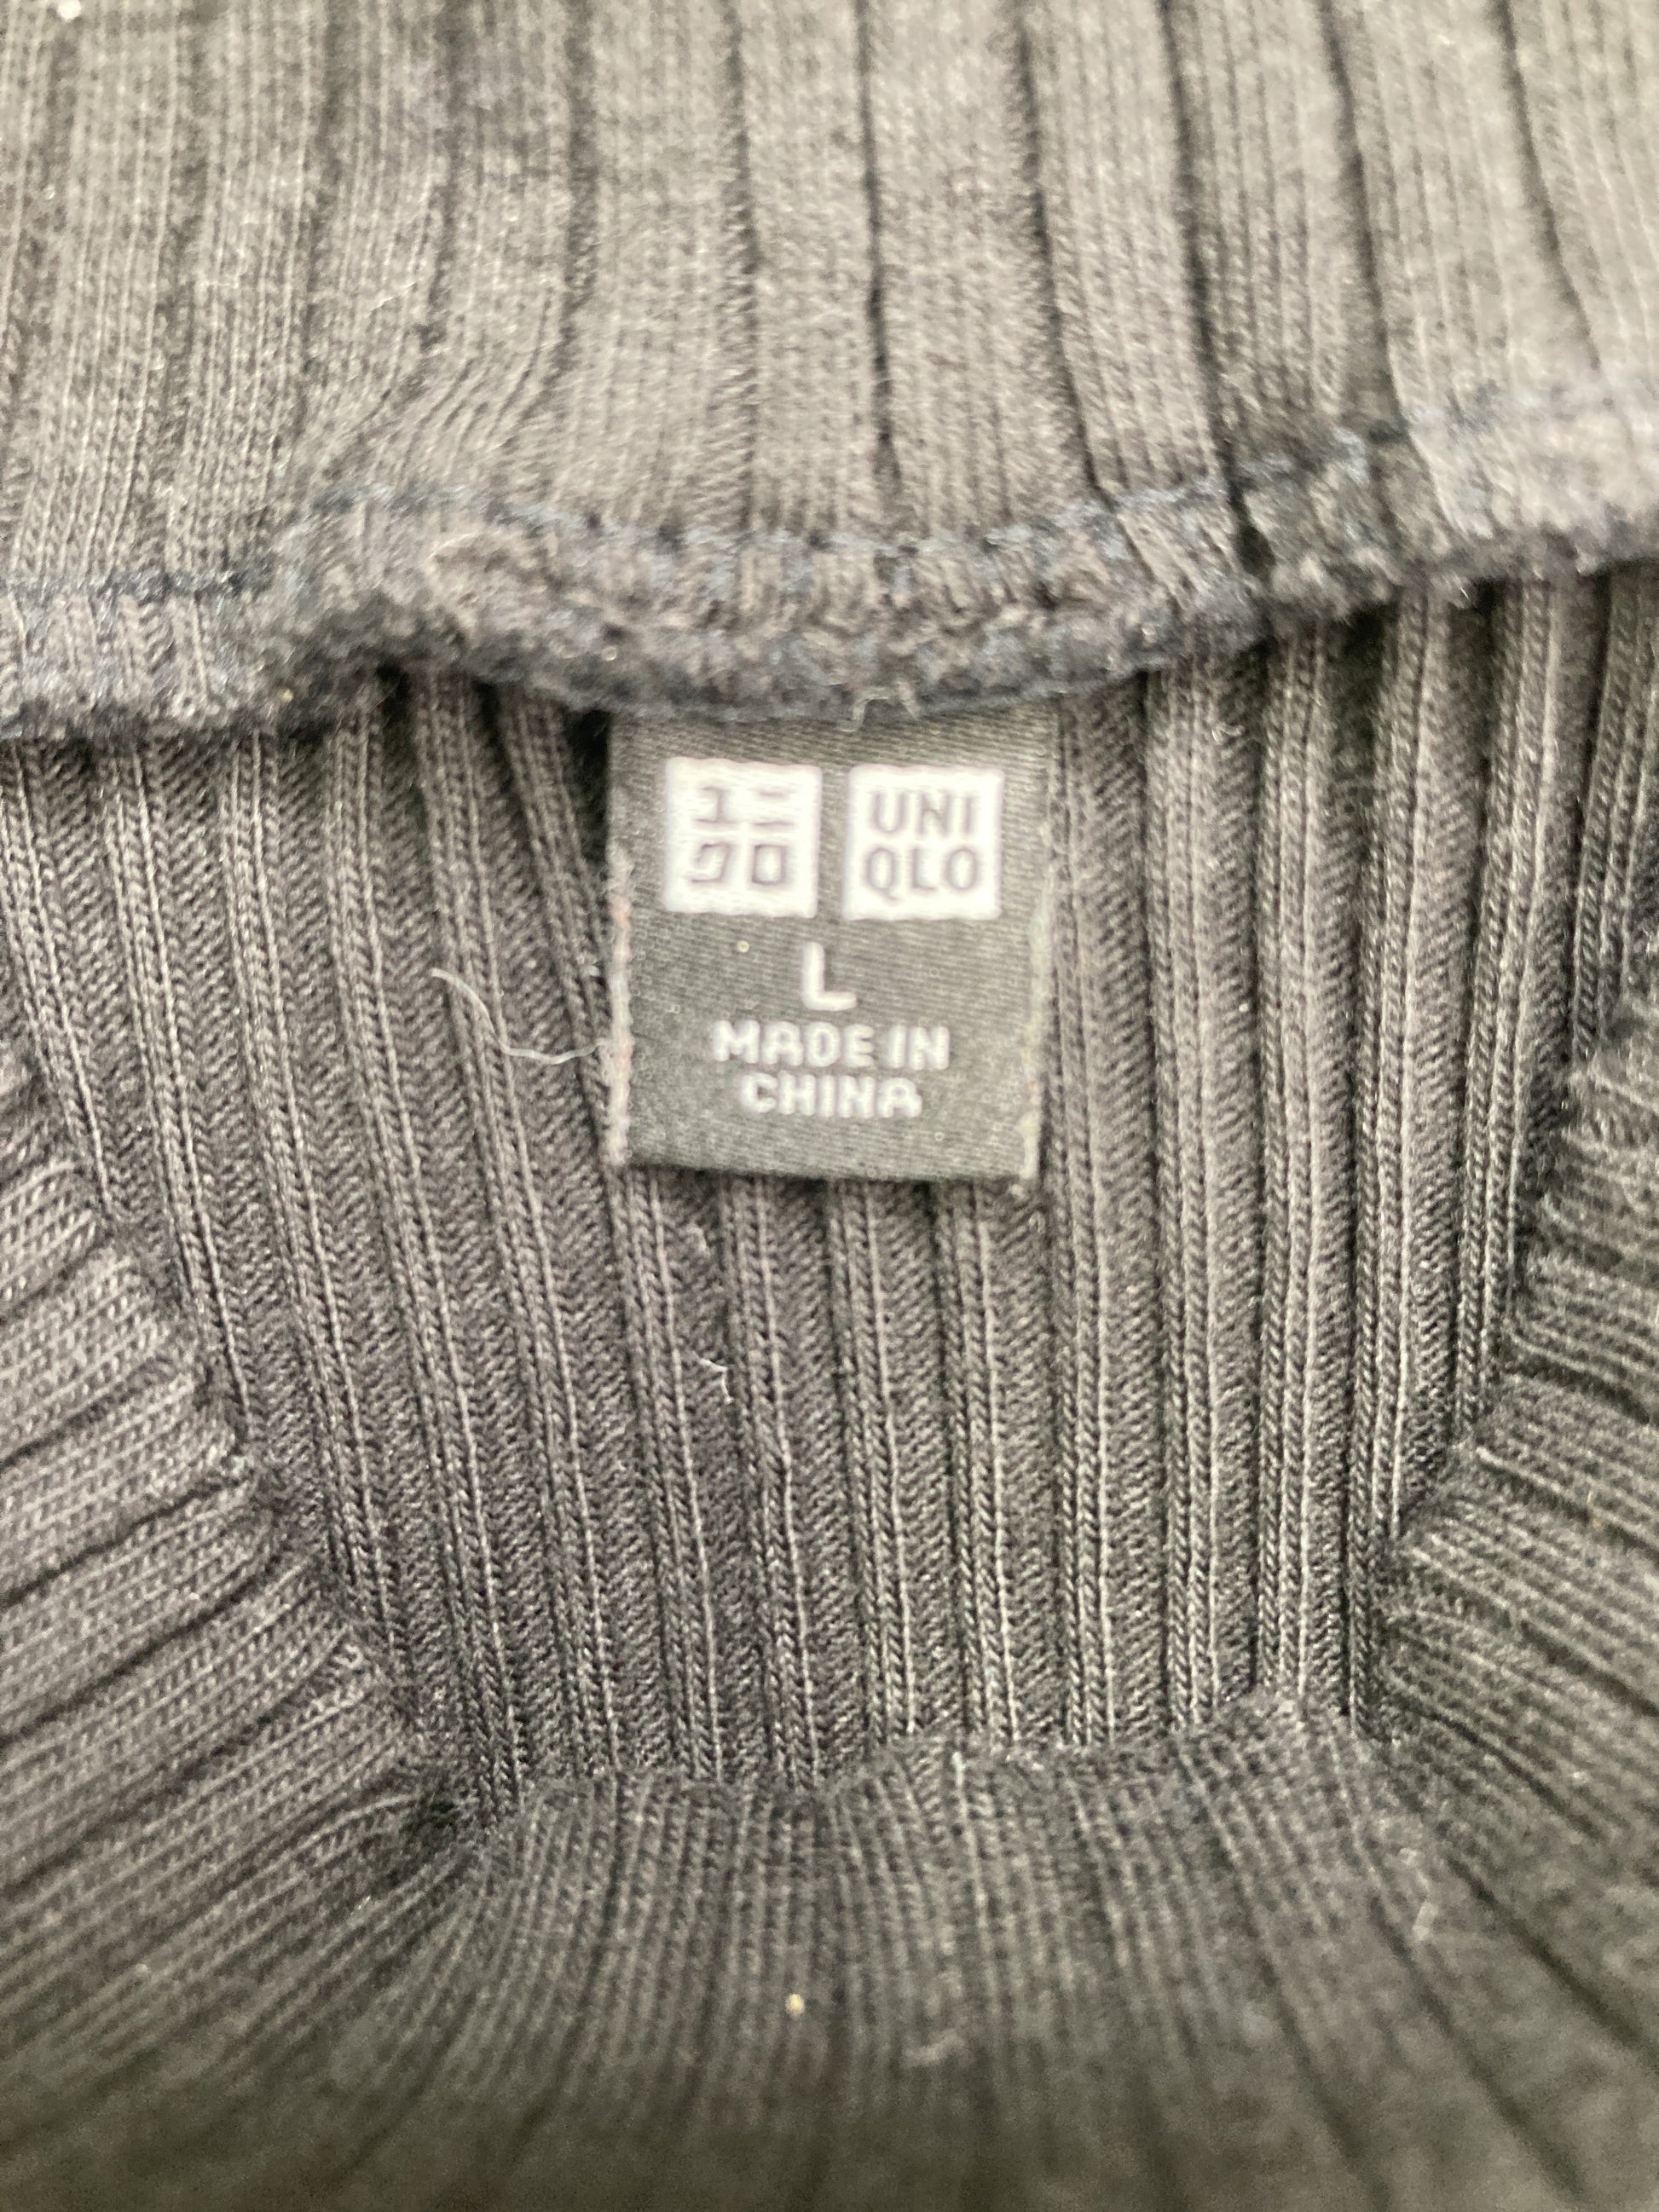 ユニ
クロ
UNI
QLO
L
MADE IN
CHINA